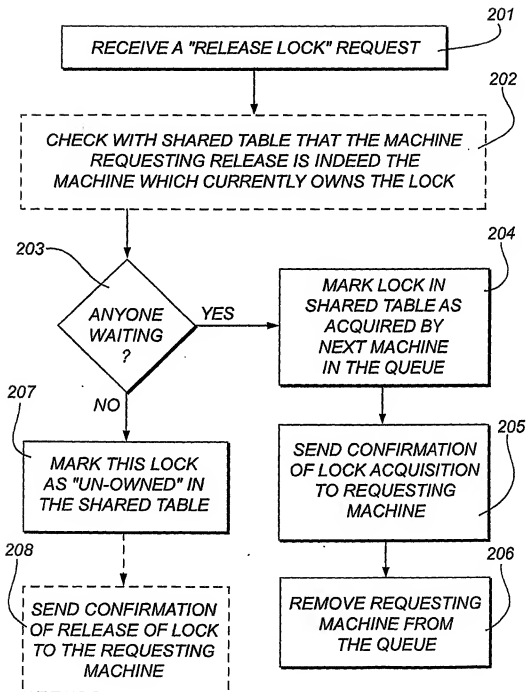 201
RECEIVE A "RELEASE LOCK" REQUEST
202
CHECK WITH SHARED TABLE THAT THE MACHINE
REQUESTING RELEASE IS INDEED THE
MACHINE WHICH CURRENTLY OWNS THE LOCK
203
ANYONE
WAITING
?
YES
NO
204
MARK LOCK IN
SHARED TABLE AS
ACQUIRED BY
NEXT MACHINE
IN THE QUEUE
205
SEND CONFIRMATION
OF LOCK ACQUISITION
TO REQUESTING
MACHINE
206
REMOVE REQUESTING
MACHINE FROM
THE QUEUE
207
MARK THIS LOCK
AS "UN-OWNED" IN
THE SHARED TABLE
208
SEND CONFIRMATION
OF RELEASE OF LOCK
TO THE REQUESTING
MACHINE